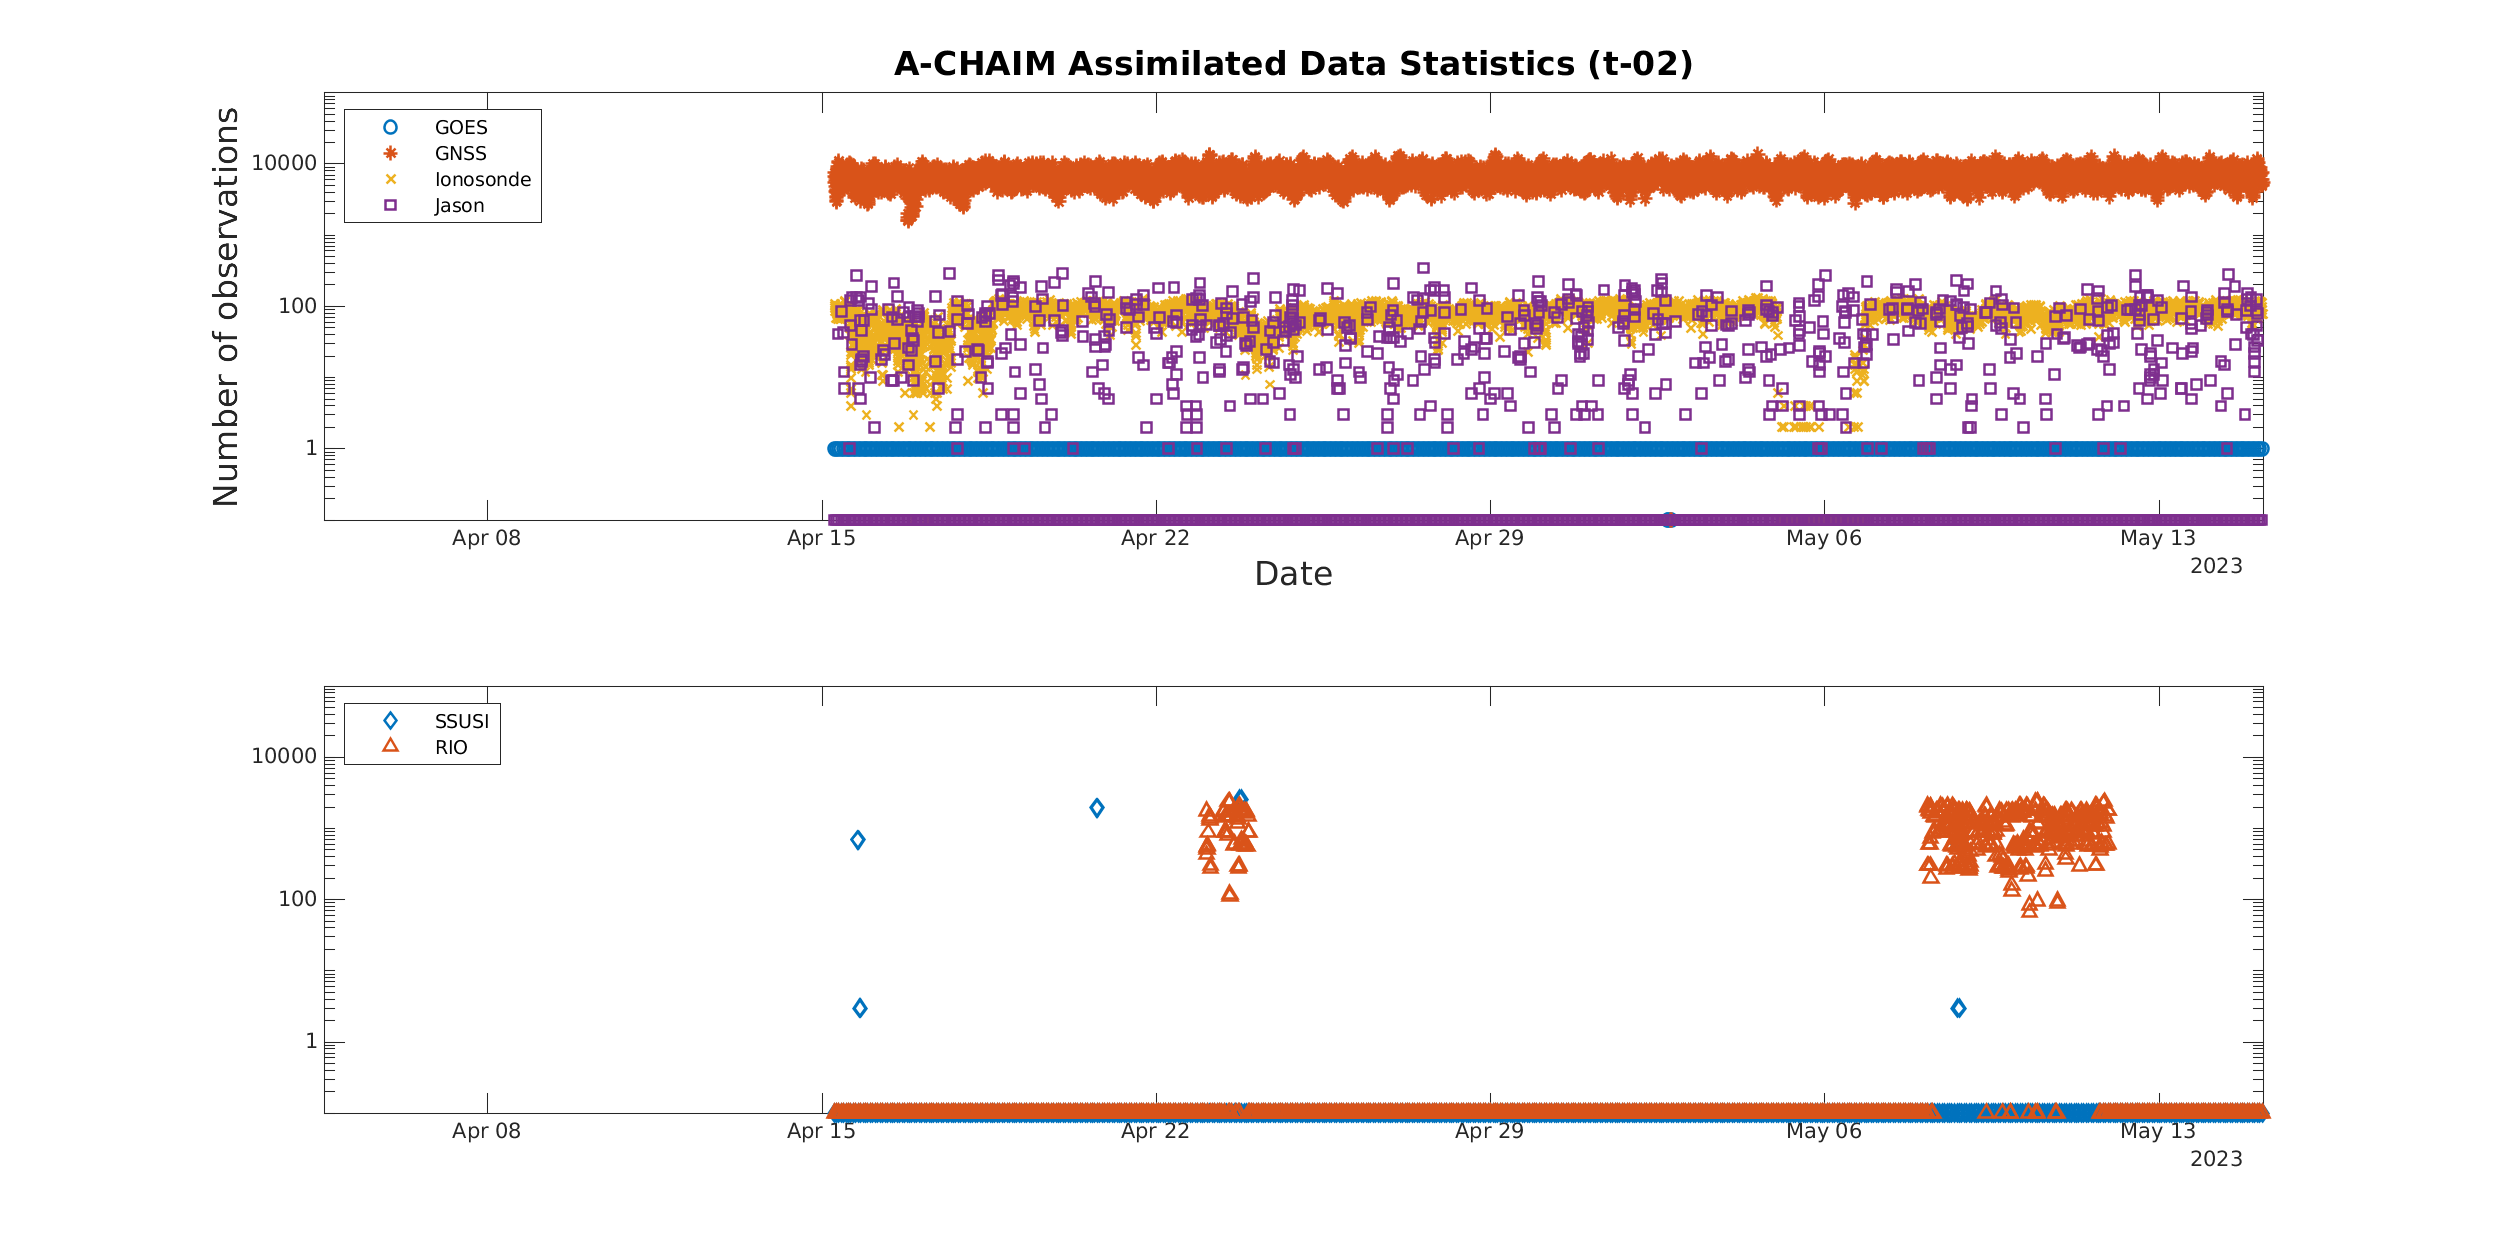 A-CHAIM Assimilated Data Statistics (t-02)
Number of observations
GOES
GNSS
Ionosonde
Jason
10000
100
1
Apr 08
Apr 15
Apr 22
Apr 29
May 06
May 13
2023
Date
SSUSI
RIO
10000
100
1
Apr 08
Apr 15
Apr 22
Apr 29
May 06
May 13
2023